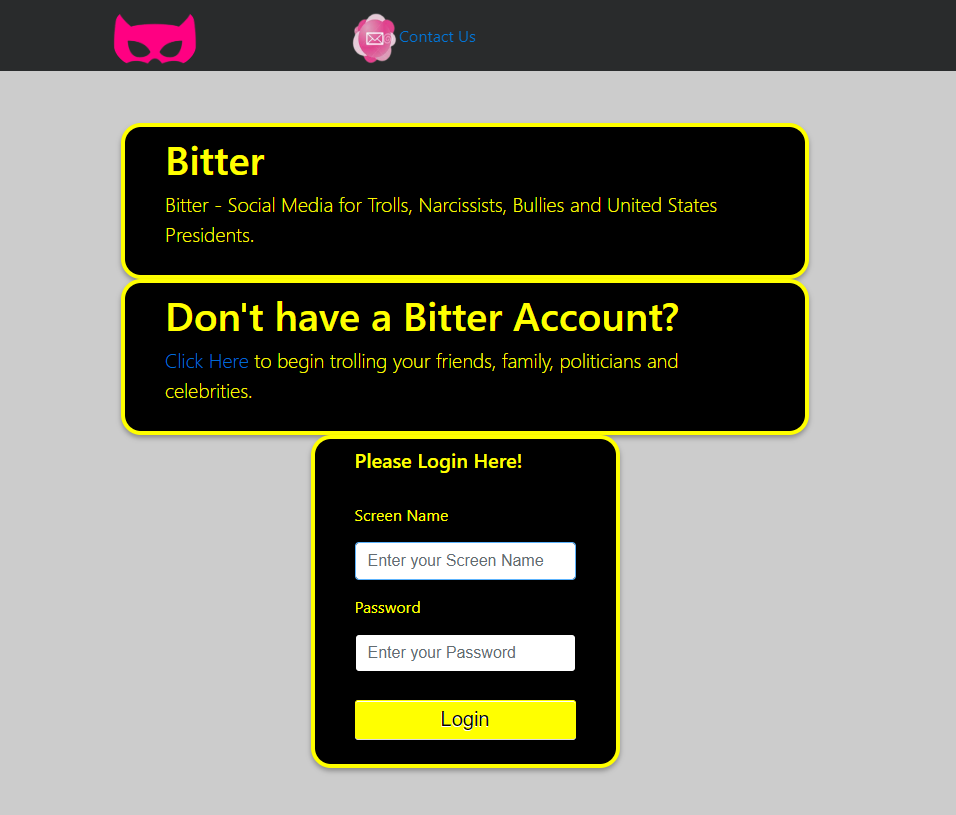 Contact Us
Bitter
Bitter - Social Media for Trolls, Narcissists, Bullies and United States
Presidents.
Don't have a Bitter Account?
Click Here to begin trolling your friends, family, politicians and
celebrities.
Please Login Here!
Screen Name
Enter your Screen Name
Password
Enter your Password
Login